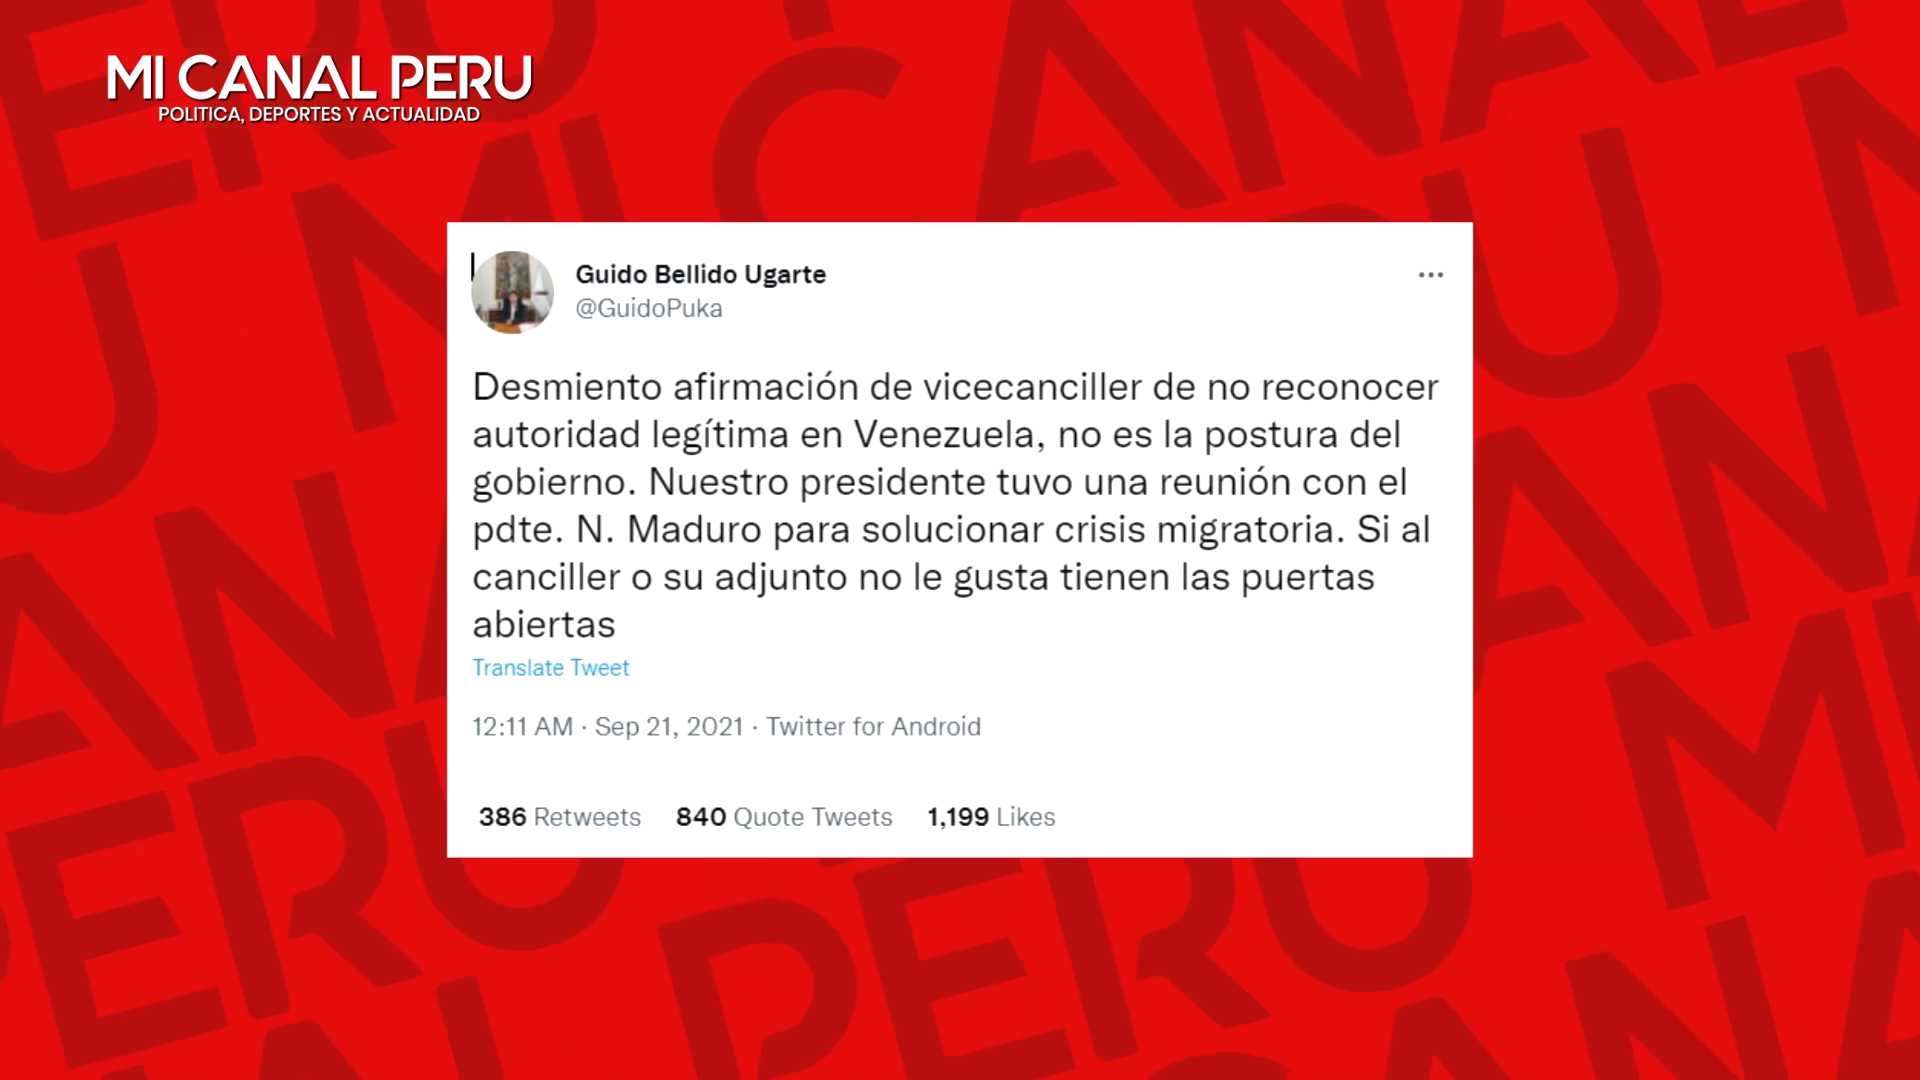 MI CANAL PERU
POLITICA, DEPORTES Y ACTUALIDAD
Guido Bellido Ugarte
@GuidoPuka
Desmiento afirmación de vicecanciller de no reconocer
autoridad legítima en Venezuela, no es la postura del
gobierno. Nuestro presidente tuvo una reunión con el
pdte. N. Maduro para solucionar crisis migratoria. Si al
canciller o su adjunto no le gusta tienen las puertas
abiertas
Translate Tweet
12:11 AM · Sep 21, 2021 · Twitter for Android
386 Retweets 840 Quote Tweets 1,199 Likes